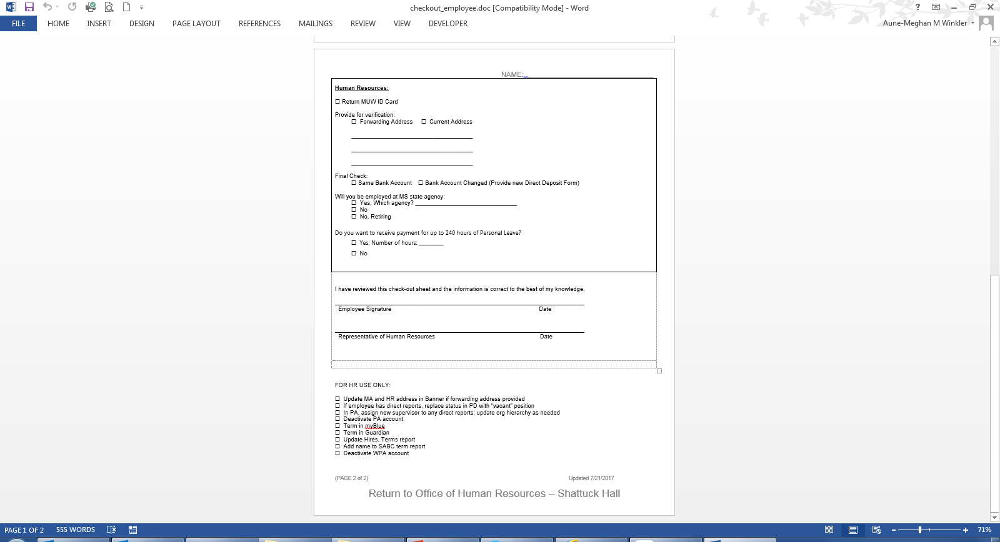 checkout_employee.doc [Compatibility Mode] - Word
FILE HOME INSERT DESIGN PAGE LAYOUT REFERENCES MAILINGS REVIEW VIEW DEVELOPER
Aune-Meghan M Winkler
NAME:
Human Resources:
☐ Return MUW ID Card
Provide for verification:
☐ Forwarding Address ☐ Current Address
Final Check:
☐ Same Bank Account ☐ Bank Account Changed (Provide new Direct Deposit Form)
Will you be employed at MS state agency:
☐ Yes, Which agency? ______________________________
☐ No
☐ No, Retiring
Do you want to receive payment for up to 240 hours of Personal Leave?
☐ Yes; Number of hours: ________
☐ No
I have reviewed this check-out sheet and the information is correct to the best of my knowledge.
Employee Signature Date
Representative of Human Resources Date
FOR HR USE ONLY:
☐ Update MA and HR address in Banner if forwarding address provided
☐ If employee has direct reports, replace status in PD with “vacant” position
☐ In PA, assign new supervisor to any direct reports; update org hierarchy as needed
☐ Deactivate PA account
☐ Term in myBlue
☐ Term in Guardian
☐ Update Hires, Terms report
☐ Add name to SABC term report
☐ Deactivate WPA account
(PAGE 2 of 2) Updated 7/21/2017
Return to Office of Human Resources – Shattuck Hall
PAGE 1 OF 2 555 WORDS 71%